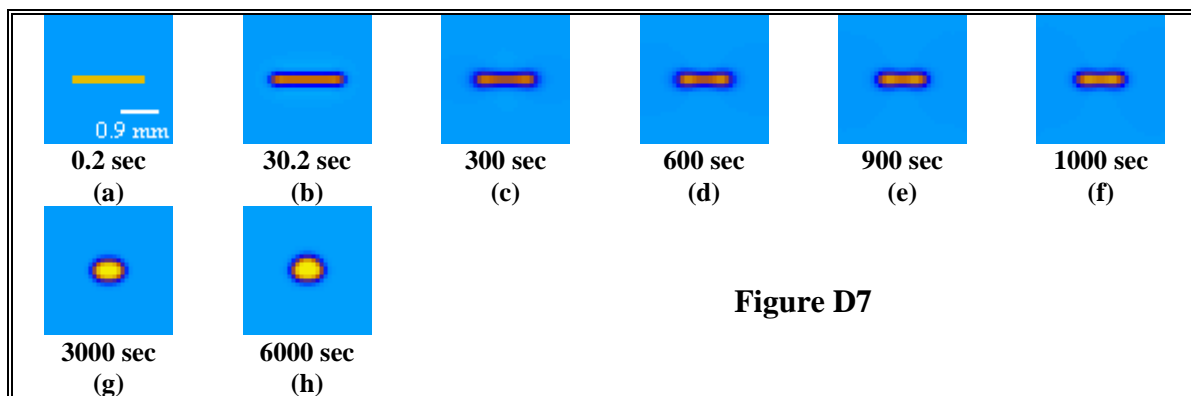 0.9 mm
0.2 sec 30.2 sec 300 sec 600 sec 900 sec 1000 sec
(a) (b) (c) (d) (e) (f)
Figure D7
3000 sec 6000 sec
(g) (h)